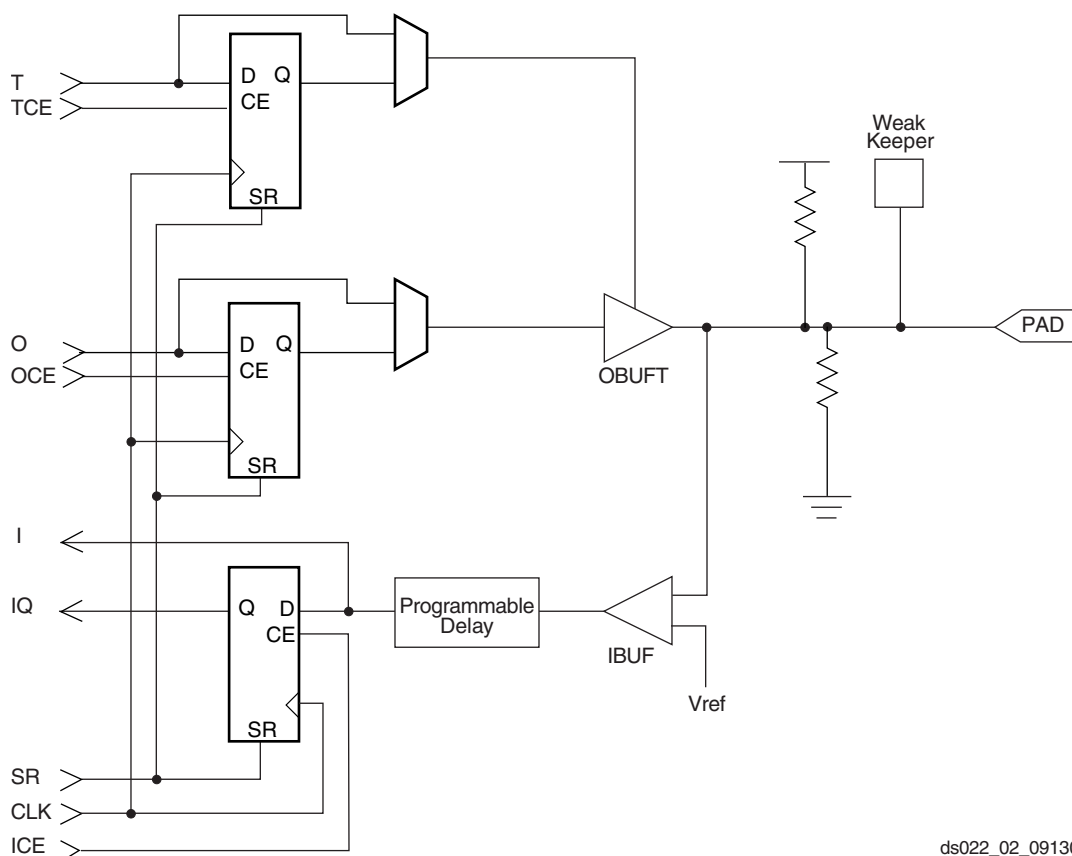 T
TCE
D Q
CE
SR
Weak
Keeper
O
OCE
D Q
CE
SR
OBUFT
PAD
I
IQ
Q D
CE
SR
Programmable
Delay
IBUF
Vref
SR
CLK
ICE